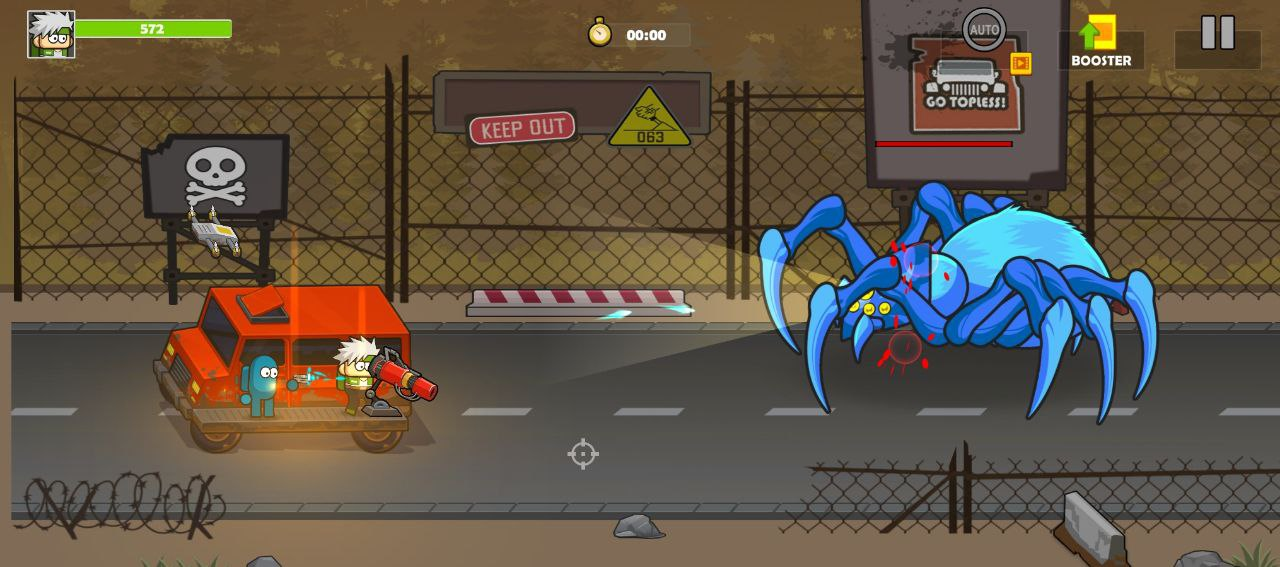 572
00:00
AUTO
BOOSTER
KEEP OUT
063
GO TOPLESS!